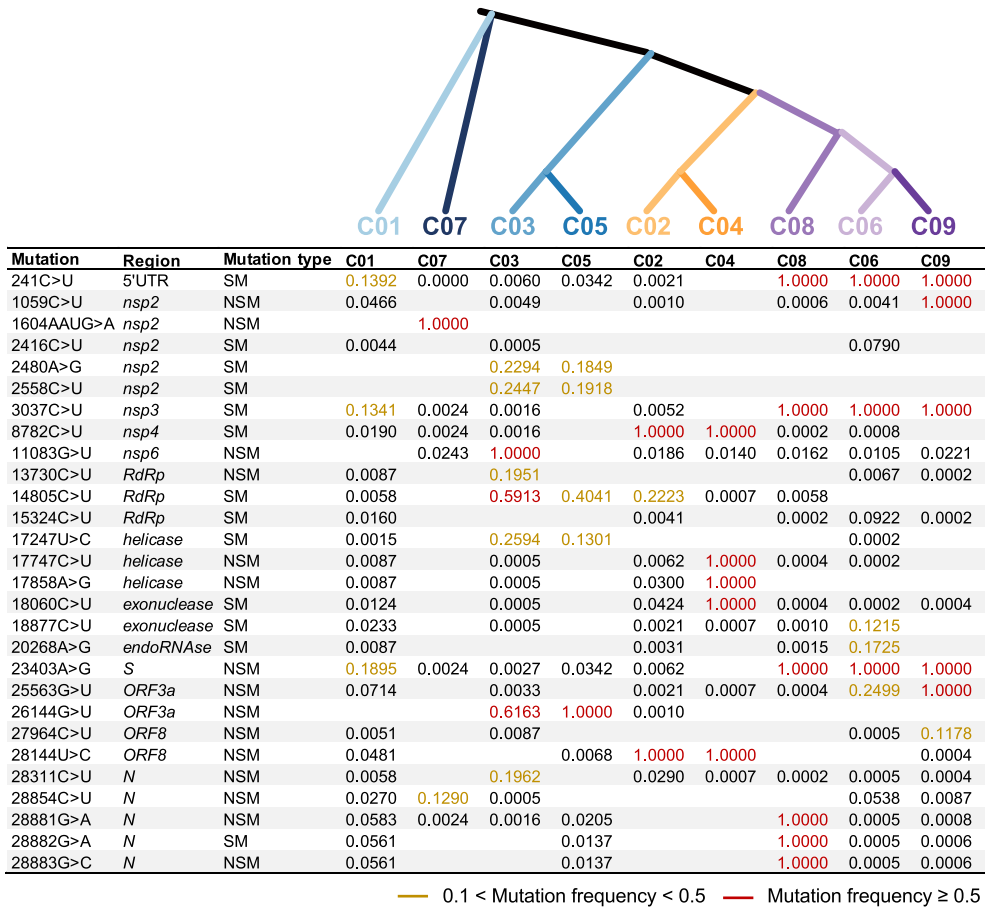 C01 C07 C03 C05 C02 C04 C08 C06 C09
Mutation Region Mutation type C01 C07 C03 C05 C02 C04 C08 C06 C09
241C>U 5'UTR SM 0.1392 0.0000 0.0060 0.0342 0.0021 1.0000 1.0000 1.0000
1059C>U nsp2 NSM 0.0466 0.0049 0.0010 0.0006 0.0041 1.0000
1604AAUG>A nsp2 NSM 1.0000
2416C>U nsp2 SM 0.0044 0.0005 0.0790
2480A>G nsp2 SM 0.2294 0.1849
2558C>U nsp2 SM 0.2447 0.1918
3037C>U nsp3 SM 0.1341 0.0024 0.0016 0.0052 1.0000 1.0000 1.0000
8782C>U nsp4 SM 0.0190 0.0024 0.0016 1.0000 1.0000 0.0002 0.0008
11083G>U nsp6 NSM 0.0243 1.0000 0.0186 0.0140 0.0162 0.0105 0.0221
13730C>U RdRp NSM 0.0087 0.1951 0.0067 0.0002
14805C>U RdRp SM 0.0058 0.5913 0.4041 0.2223 0.0007 0.0058
15324C>U RdRp SM 0.0160 0.0041 0.0002 0.0922 0.0002
17247U>C helicase SM 0.0015 0.2594 0.1301 0.0002
17747C>U helicase NSM 0.0087 0.0005 0.0062 1.0000 0.0004 0.0002
17858A>G helicase NSM 0.0087 0.0005 0.0300 1.0000
18060C>U exonuclease SM 0.0124 0.0005 0.0424 1.0000 0.0004 0.0002 0.0004
18877C>U exonuclease SM 0.0233 0.0005 0.0021 0.0007 0.0010 0.1215
20268A>G endoRNAse SM 0.0087 0.0031 0.0015 0.1725
23403A>G S NSM 0.1895 0.0024 0.0027 0.0342 0.0062 1.0000 1.0000 1.0000
25563G>U ORF3a NSM 0.0714 0.0033 0.0021 0.0007 0.0004 0.2499 1.0000
26144G>U ORF3a NSM 0.6163 1.0000 0.0010
27964C>U ORF8 NSM 0.0051 0.0087 0.0005 0.1178
28144U>C ORF8 NSM 0.0481 0.0068 1.0000 1.0000 0.0004
28311C>U N NSM 0.0058 0.1962 0.0290 0.0007 0.0002 0.0005 0.0004
28854C>U N NSM 0.0270 0.1290 0.0005 0.0538 0.0087
28881G>A N NSM 0.0583 0.0024 0.0016 0.0205 1.0000 0.0005 0.0008
28882G>A N SM 0.0561 0.0137 1.0000 0.0005 0.0006
28883G>C N NSM 0.0561 0.0137 1.0000 0.0005 0.0006
0.1 < Mutation frequency < 0.5 Mutation frequency ≥ 0.5